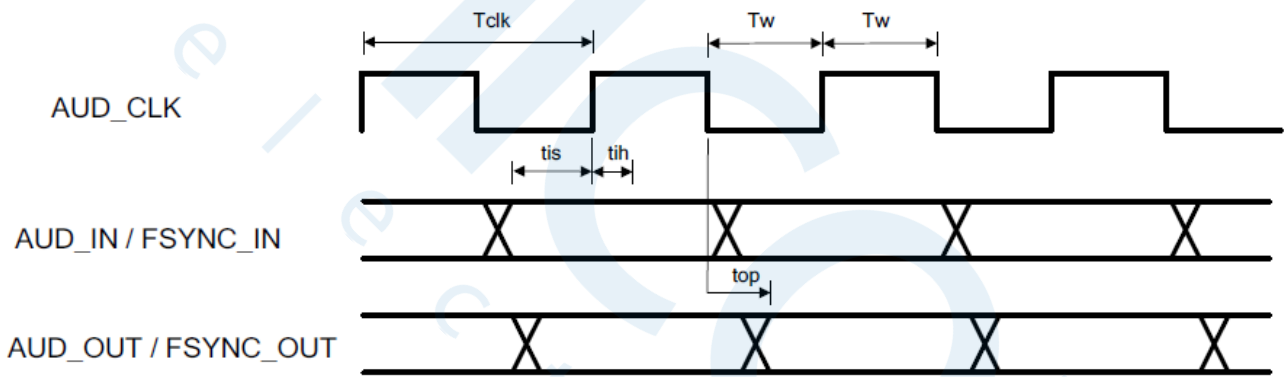 Tclk
Tw
Tw
AUD_CLK
tis
tih
AUD_IN / FSYNC_IN
top
AUD_OUT / FSYNC_OUT